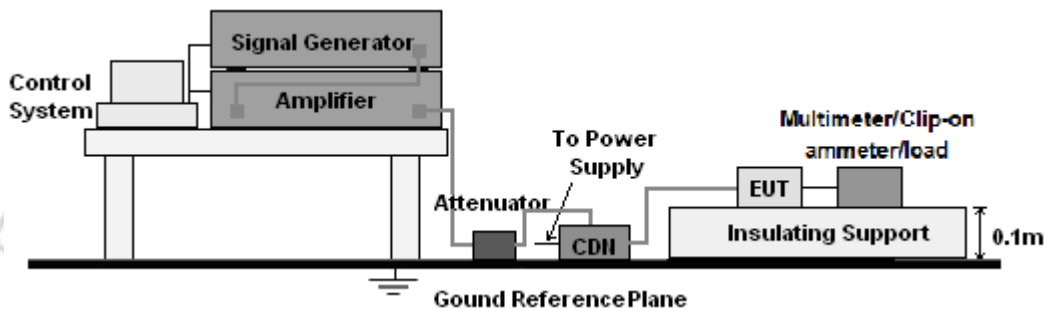 Signal Generator
Control
System
Amplifier
Multimeter/Clip-on
ammeter/load
To Power
Supply
Attenuator
EUT
CDN
Insulating Support
0.1m
Gound Reference Plane